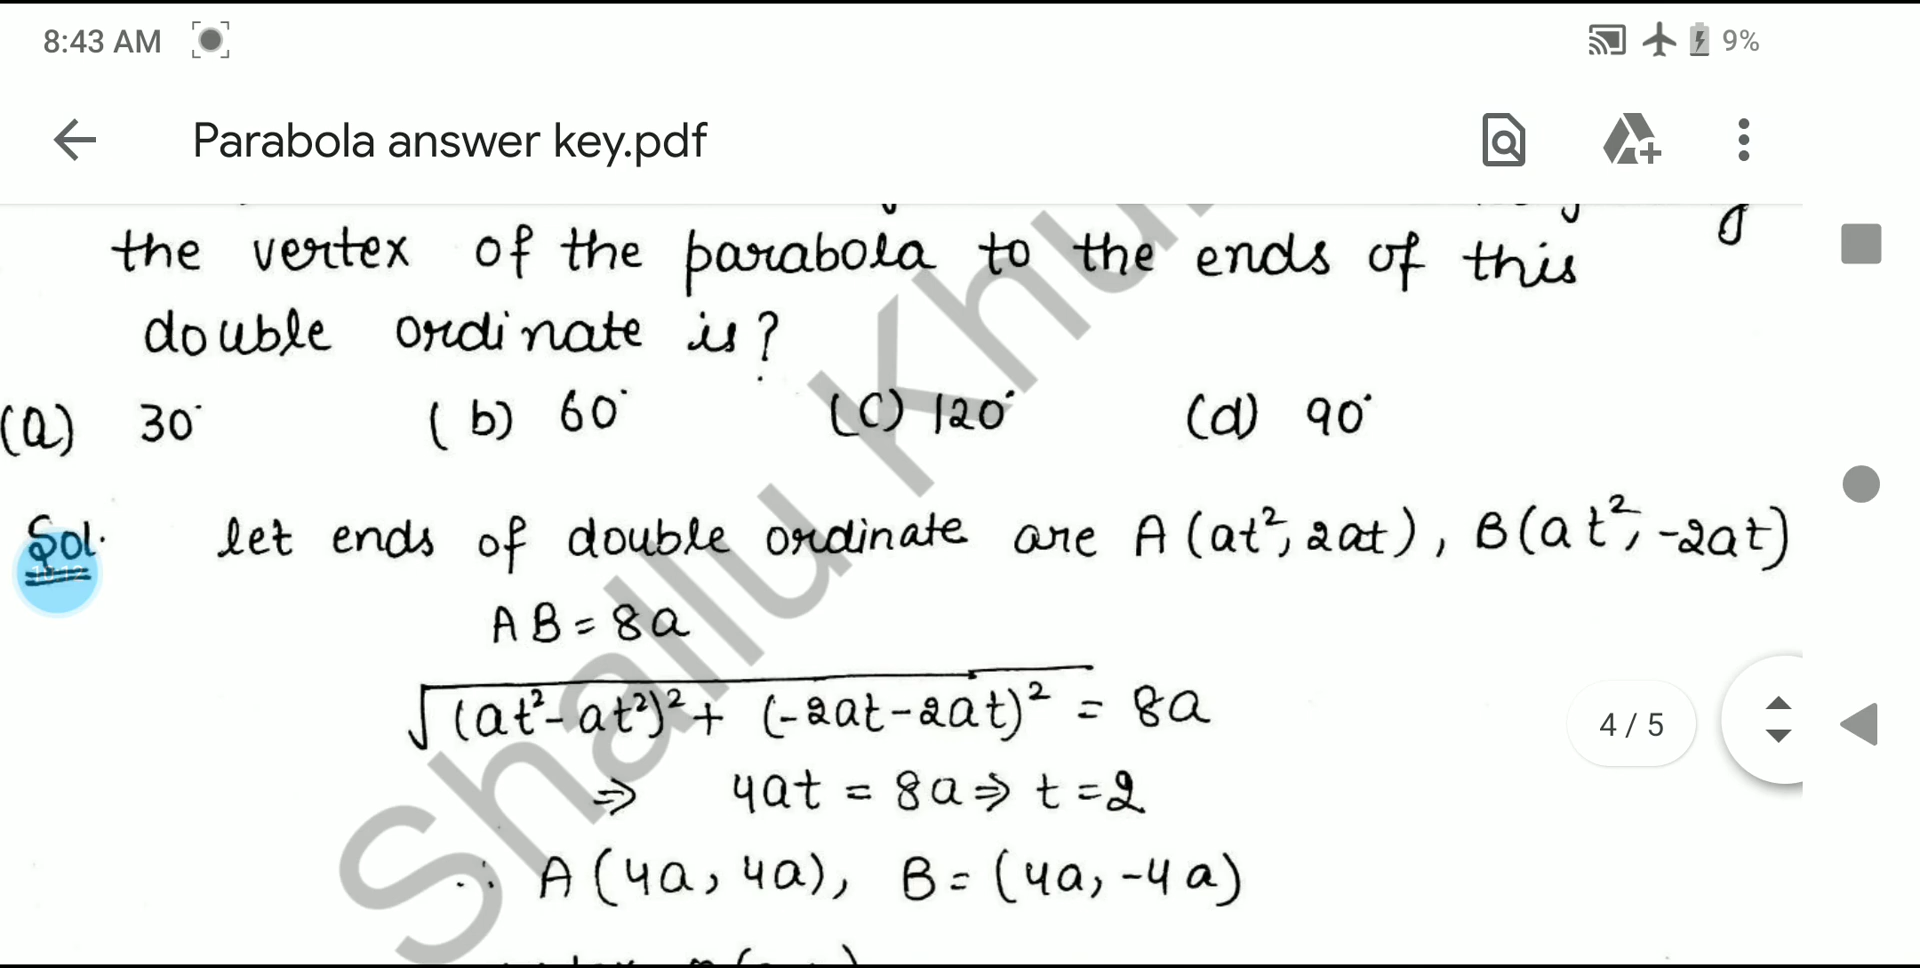 8:43 AM
9%
Parabola answer key.pdf
the vertex of the parabola to the ends of this
double ordinate is?
(a) 30° (b) 60° (C) 120° (d) 90°
Sol. let ends of double ordinate are A(at², 2at), B(at², -2at)
AB = 8a
√(at²-at²)² + (-2at-2at)² = 8a
4 / 5
⇒ 4at = 8a ⇒ t = 2
∴ A(4a, 4a), B = (4a, -4a)
Shallu